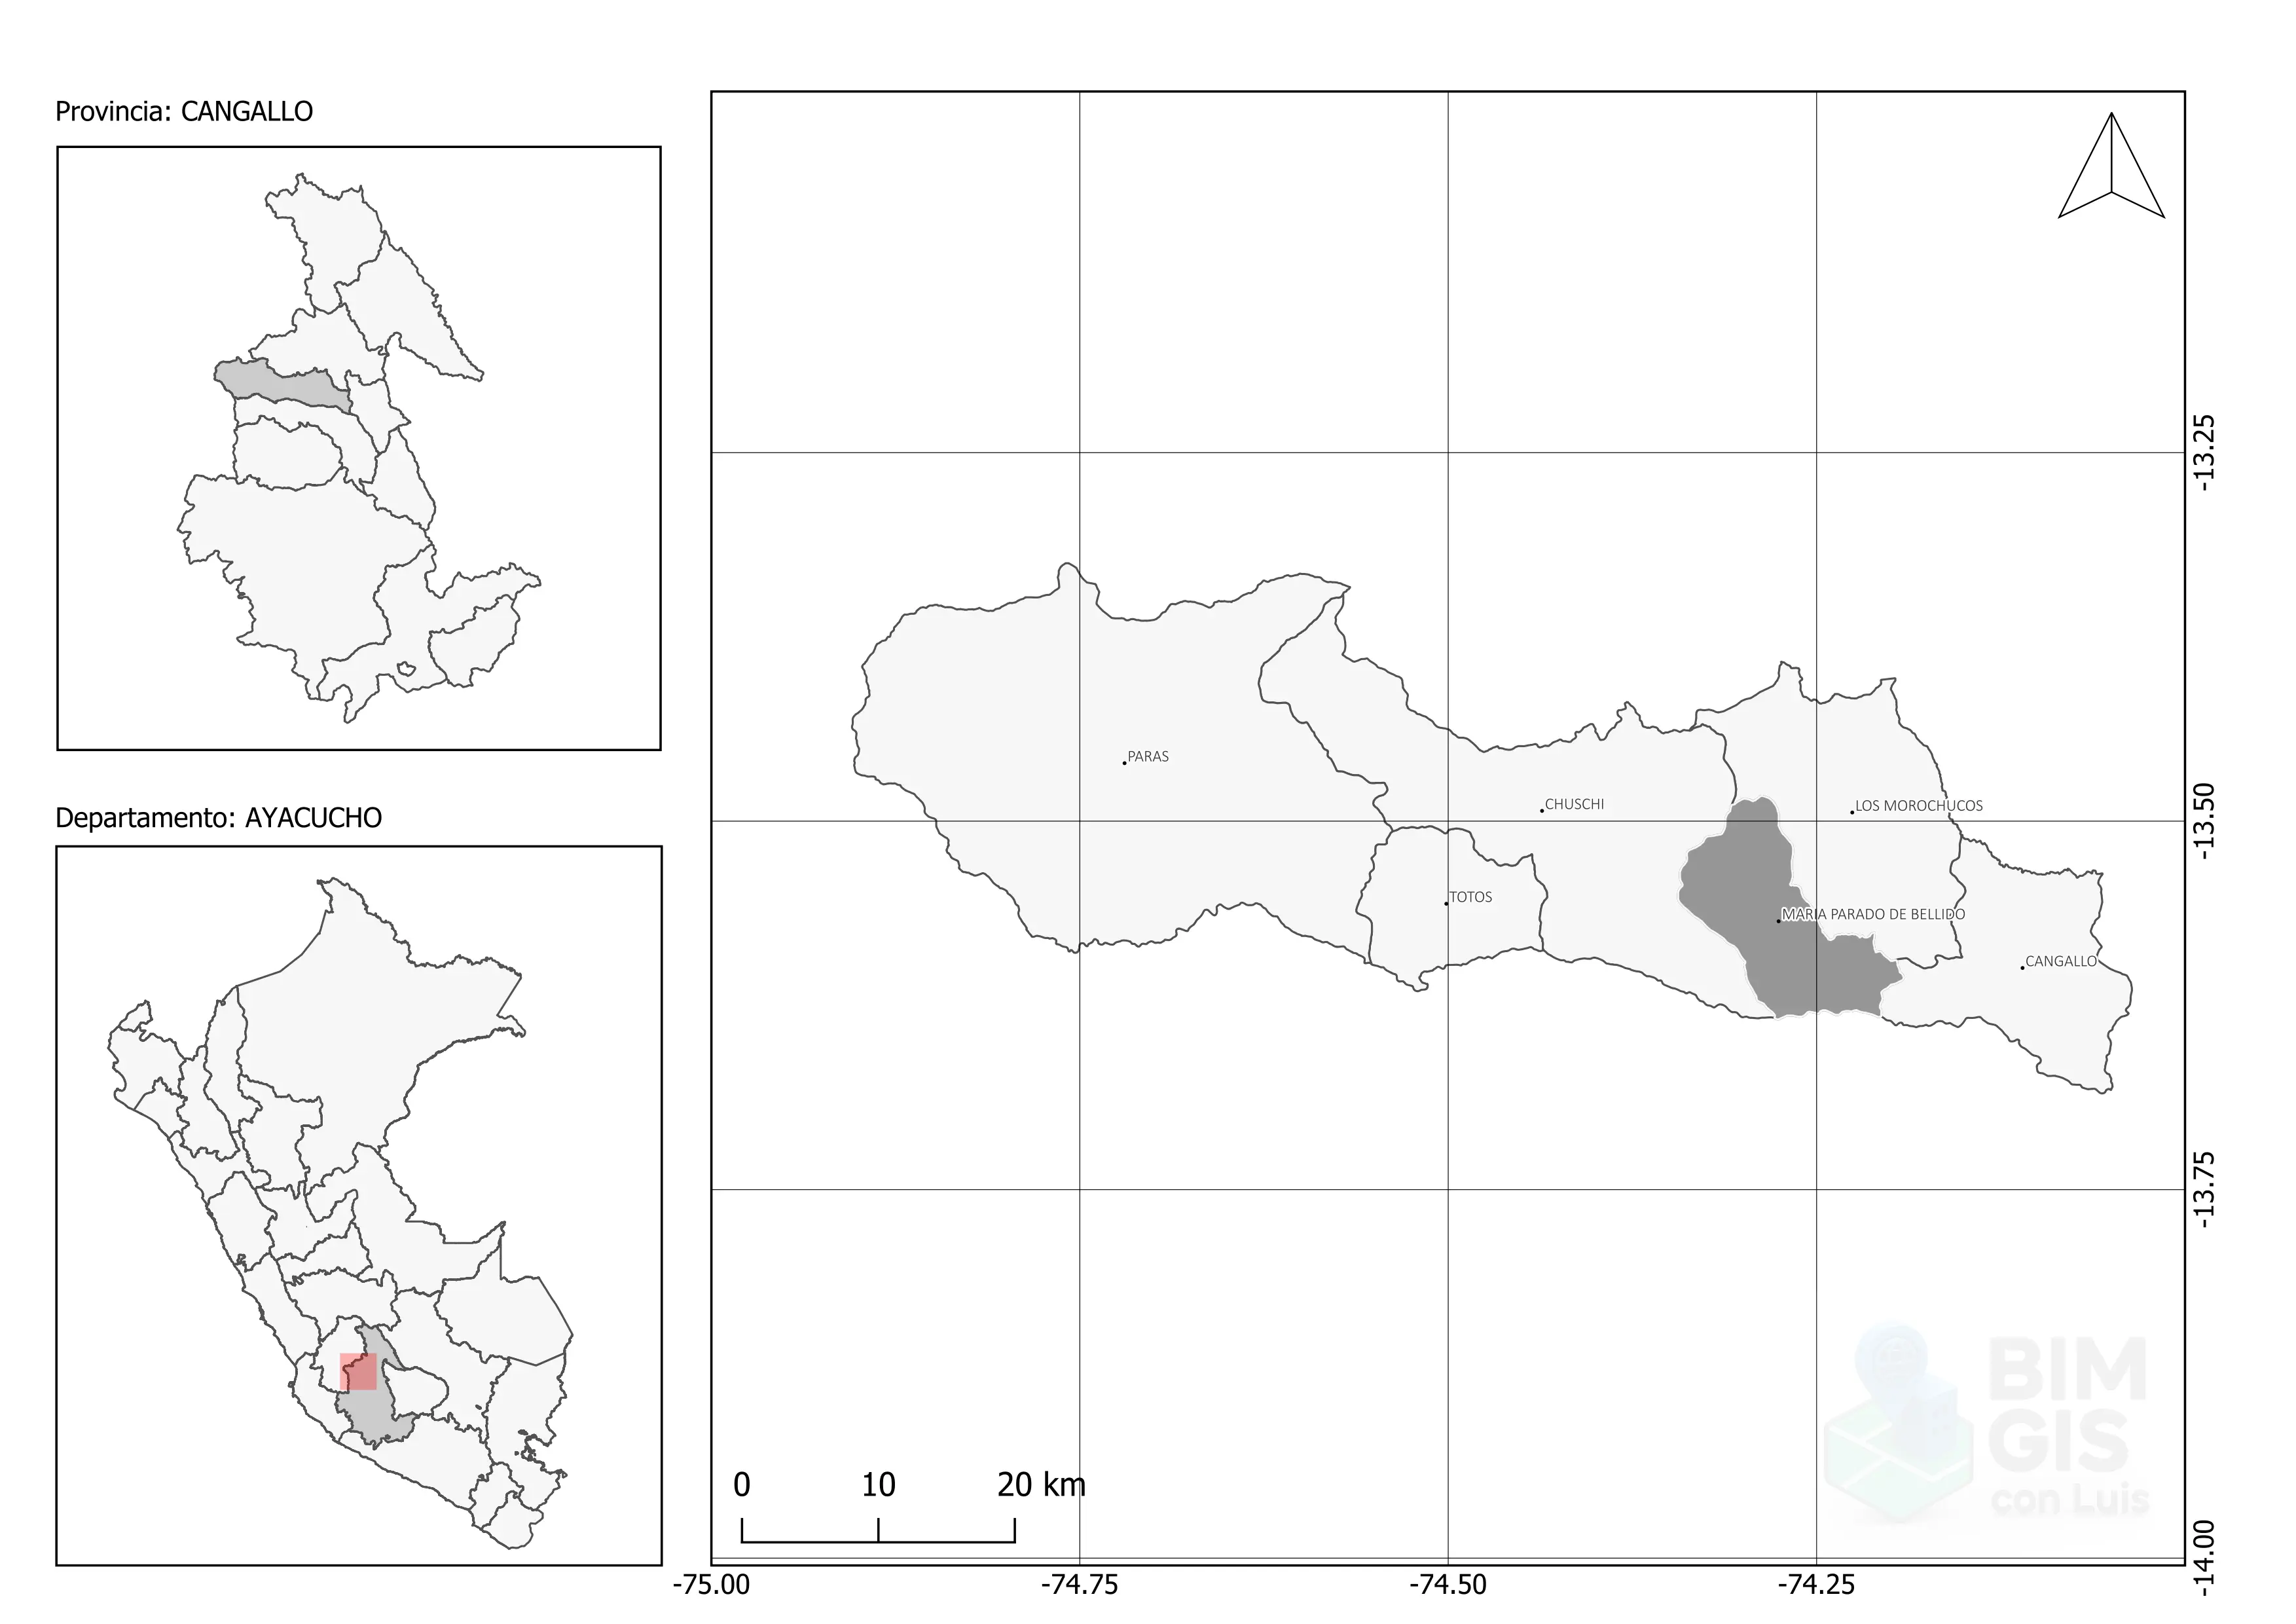 Provincia: CANGALLO
Departamento: AYACUCHO
PARAS
CHUSCHI
LOS MOROCHUCOS
TOTOS
MARIA PARADO DE BELLIDO
CANGALLO
-13.25
-13.50
-13.75
-14.00
0 10 20 km
-75.00 -74.75 -74.50 -74.25
BIM
GIS
con Luis